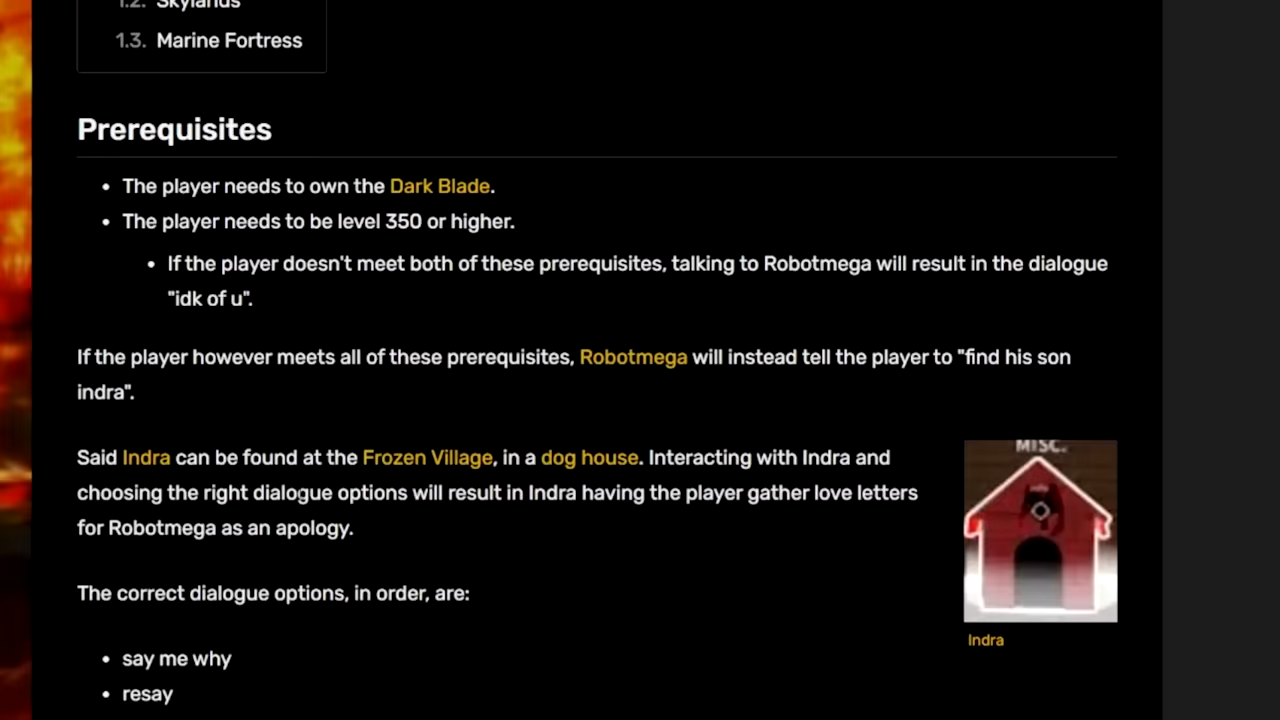 1.2. Skylands
1.3. Marine Fortress
Prerequisites
• The player needs to own the Dark Blade.
• The player needs to be level 350 or higher.
• If the player doesn't meet both of these prerequisites, talking to Robotmega will result in the dialogue
"idk of u".
If the player however meets all of these prerequisites, Robotmega will instead tell the player to "find his son
indra".
Said Indra can be found at the Frozen Village, in a dog house. Interacting with Indra and
choosing the right dialogue options will result in Indra having the player gather love letters
for Robotmega as an apology.
MISC.
Indra
The correct dialogue options, in order, are:
• say me why
• resay